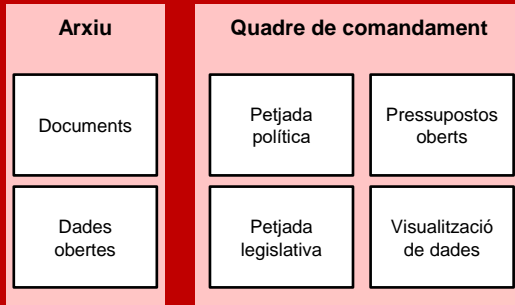 Arxiu
Documents
Dades
obertes
Quadre de comandament
Petjada
política
Pressupostos
oberts
Petjada
legislativa
Visualització
de dades